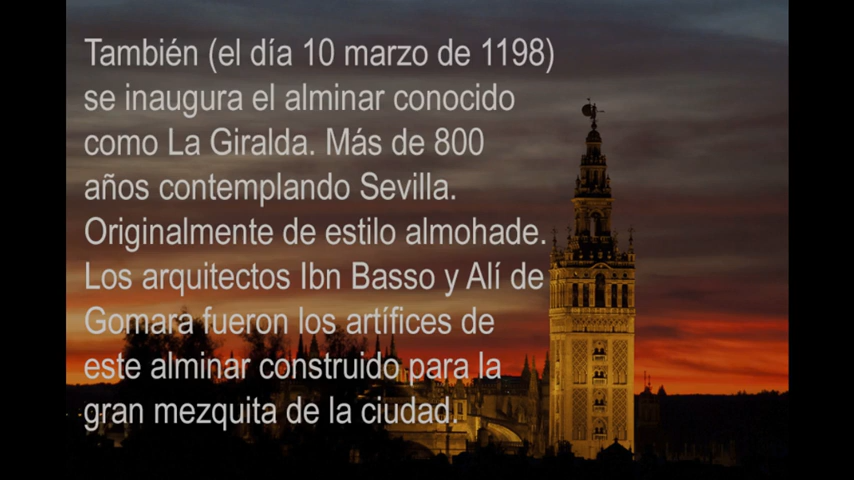 También (el día 10 marzo de 1198)
se inaugura el alminar conocido
como La Giralda. Más de 800
años contemplando Sevilla.
Originalmente de estilo almohade.
Los arquitectos Ibn Basso y Alí de
Gomara fueron los artífices de
este alminar construido para la
gran mezquita de la ciudad.